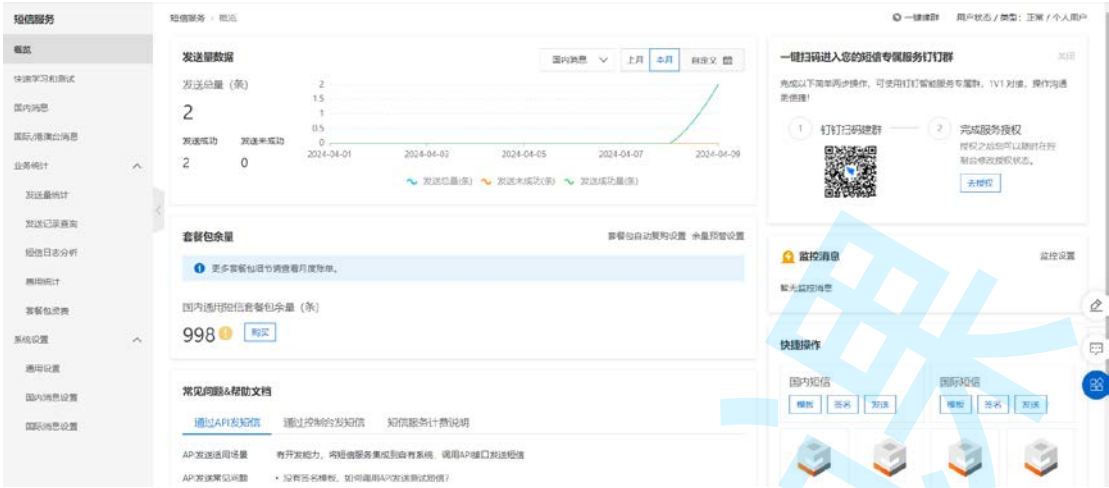 短信服务
概览
快速学习和测试
国内消息
国际/港澳台消息
业务统计
发送量统计
发送记录查询
短信日志分析
费用统计
套餐包资费
系统设置
通用设置
国内消息设置
国际消息设置
短信服务 / 概览
一键建群 用户状态 / 类型：正常 / 个人用户
发送量数据
国内消息 上月 本月 自定义
发送总量（条）
2
发送成功 发送未成功
2 0
2
1.5
1
0.5
0
2024-04-01 2024-04-03 2024-04-05 2024-04-07 2024-04-09
发送总量(条) 发送未成功(条) 发送成功量(条)
套餐包余量
套餐包自动复购设置 余量预警设置
更多套餐包细节请查看月度账单。
国内通用短信套餐包余量（条）
998 购买
常见问题&帮助文档
通过API发短信 通过控制台发短信 短信服务计费说明
API发送适用场景 有开发能力，将短信服务集成到自有系统，调用API接口发送短信
API发送常见问题 • 没有签名模板，如何调用API发送测试短信？
一键扫码进入您的短信专属服务钉钉群 关闭
完成以下简单两步操作，可使用钉钉智能服务专属群，1V1 对接，操作沟通
更便捷！
1 钉钉扫码建群 2 完成服务授权
授权之后您可以随时在控
制台修改授权状态。
去授权
监控消息 监控设置
暂无监控消息
快捷操作
国内短信 国际短信
模板 签名 发送 模板 签名 发送